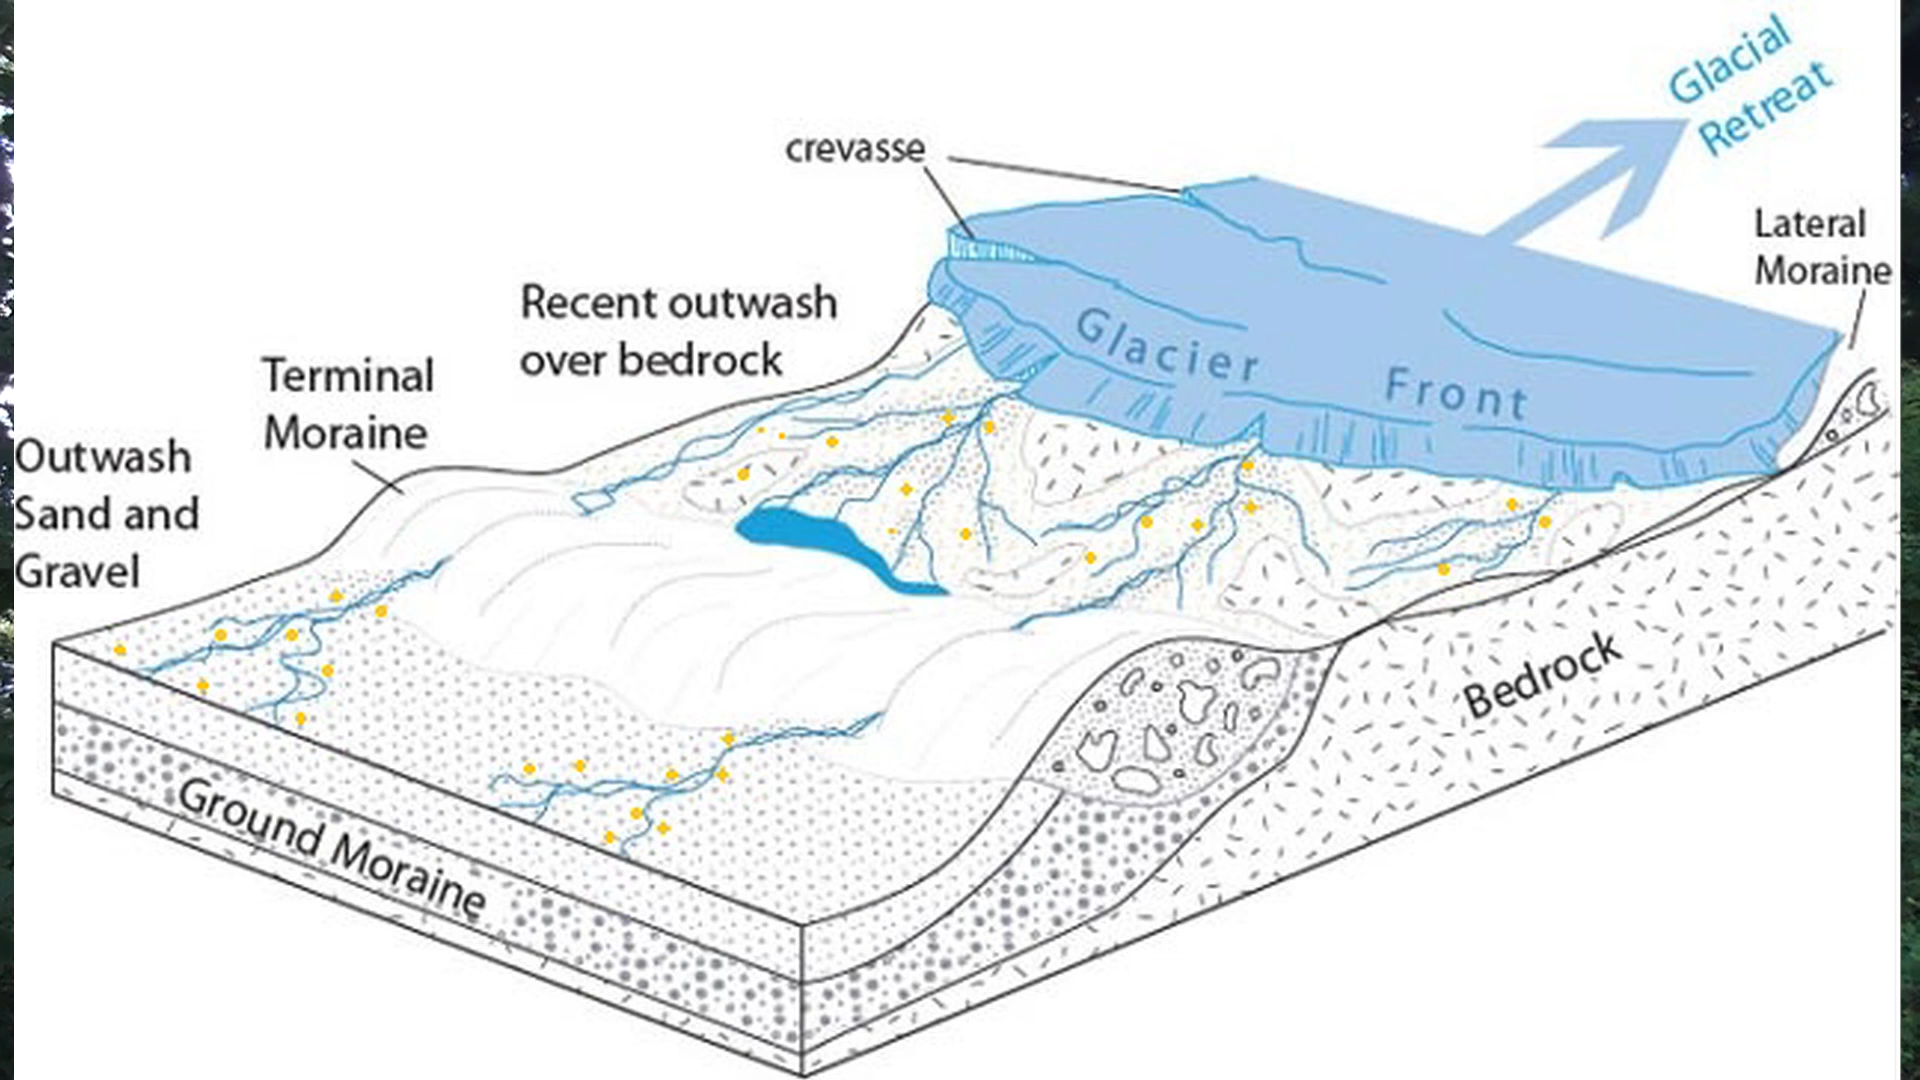 Glacial
Retreat
crevasse
Lateral
Moraine
Recent outwash
over bedrock
Glacier Front
Terminal
Moraine
Outwash
Sand and
Gravel
Bedrock
Ground Moraine